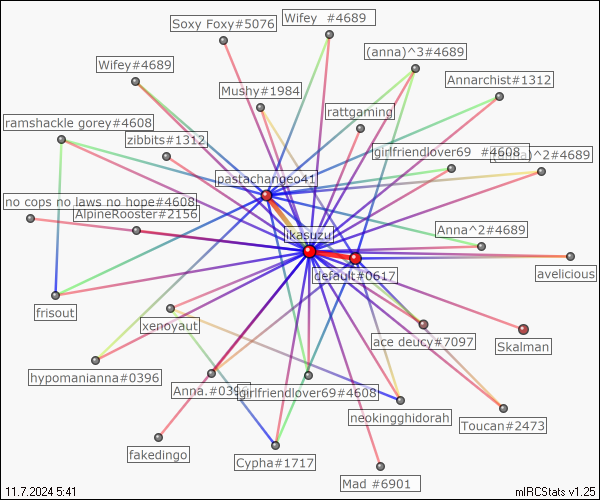 Wifey  #4689
Soxy Foxy#5076
(anna)^3#4689
Wifey#4689
Annarchist#1312
Mushy#1984
rattgaming
ramshackle gorey#4608
zibbits#1312
girlfriendlover69  #4608
)^2#4689
pastachangeo41
no cops no laws no hope#4608
AlpineRooster#2156
Anna^2#4689
ikasuzu
default#0617
avelicious
frisout
xenoyaut
ace deucy#7097
Skalman
hypomanianna#0396
Anna.#0396
girlfriendlover69#4608
neokingghidorah
Toucan#2473
fakedingo
Cypha#1717
Mad #6901
11.7.2024 5:41
mIRCStats v1.25